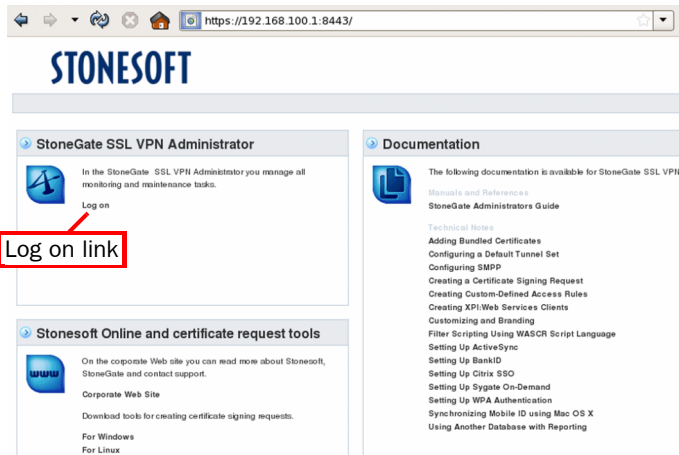 https://192.168.100.1:8443/
STONESOFT
StoneGate SSL VPN Administrator
In the StoneGate SSL VPN Administrator you manage all
monitoring and maintenance tasks.
Log on
Log on link
Stonesoft Online and certificate request tools
www
On the corporate Web site you can read more about Stonesoft,
StoneGate and contact support.
Corporate Web Site
Download tools for creating certificate signing requests.
For Windows
For Linux
Documentation
The following documentation is available for StoneGate SSL VPN
Manuals and References
StoneGate Administrators Guide
Technical Notes
Adding Bundled Certificates
Configuring a Default Tunnel Set
Configuring SMPP
Creating a Certificate Signing Request
Creating Custom-Defined Access Rules
Creating XPI:Web Services Clients
Customizing and Branding
Filter Scripting Using WASCR Script Language
Setting Up ActiveSync
Setting Up BankID
Setting Up Citrix SSO
Setting Up Sygate On-Demand
Setting Up WPA Authentication
Synchronizing Mobile ID using Mac OS X
Using Another Database with Reporting